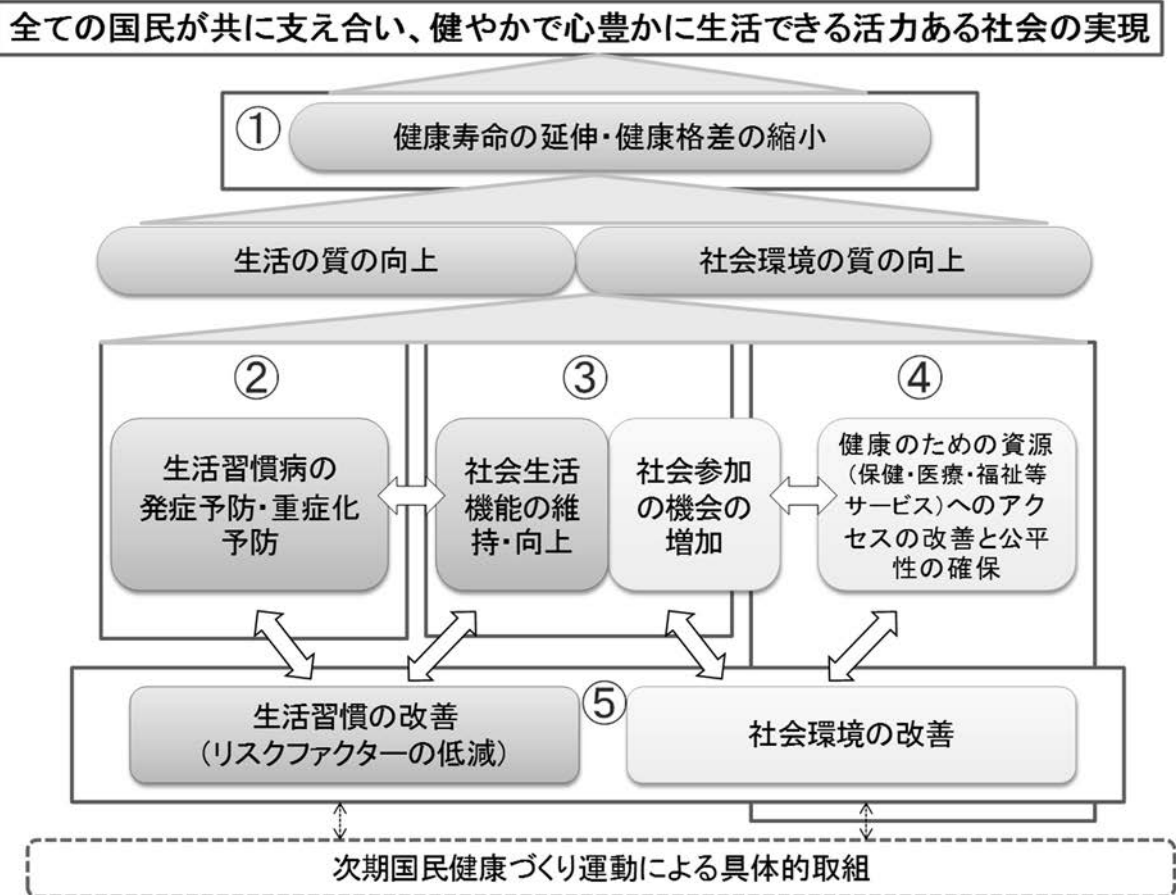 全ての国民が共に支え合い、健やかで心豊かに生活できる活力ある社会の実現
①
健康寿命の延伸・健康格差の縮小
生活の質の向上
社会環境の質の向上
②
生活習慣病の
発症予防・重症化
予防
③
社会生活
機能の維
持・向上
社会参加
の機会の
増加
④
健康のための資源
(保健・医療・福祉等
サービス)へのアク
セスの改善と公平
性の確保
⑤
生活習慣の改善
(リスクファクターの低減)
社会環境の改善
次期国民健康づくり運動による具体的取組